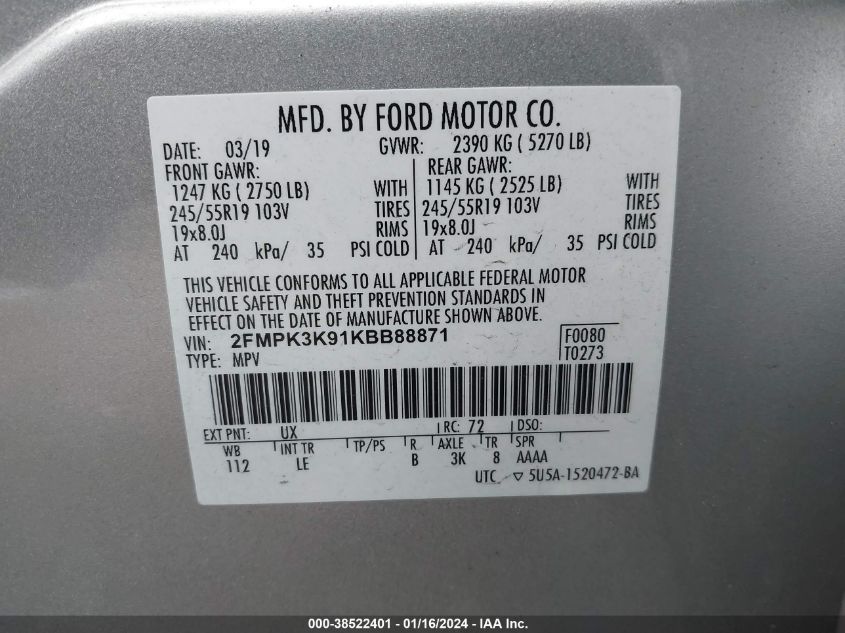 MFD. BY FORD MOTOR CO.
DATE: 03/19 GVWR: 2390 KG ( 5270 LB)
FRONT GAWR: REAR GAWR:
1247 KG ( 2750 LB) WITH 1145 KG ( 2525 LB) WITH
245/55R19 103V TIRES 245/55R19 103V TIRES
19x8.0J RIMS 19x8.0J RIMS
AT 240 kPa/ 35 PSI COLD AT 240 kPa/ 35 PSI COLD
THIS VEHICLE CONFORMS TO ALL APPLICABLE FEDERAL MOTOR
VEHICLE SAFETY AND THEFT PREVENTION STANDARDS IN
EFFECT ON THE DATE OF MANUFACTURE SHOWN ABOVE.
VIN: 2FMPK3K91KBB88871 F0080
TYPE: MPV T0273
EXT PNT: UX RC: 72 DSO:
WB INT TR TP/PS R AXLE TR SPR
112 LE B 3K 8 AAAA
UTC ▽ 5U5A-1520472-BA
000-38522401 - 01/16/2024 - IAA Inc.